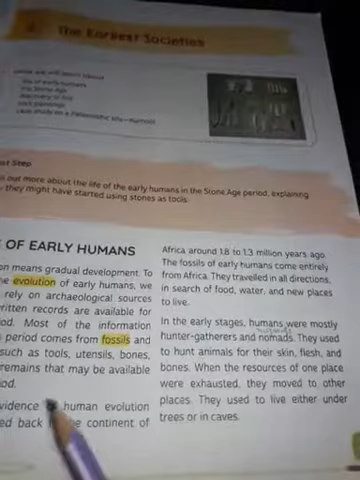 The Earliest Societies
life of early humans
the Stone Age
discovery of fire
rock paintings
case study on a Palaeolithic site—Hunsgi
st Step
out more about the life of the early humans in the Stone Age period, explaining
they might have started using stones as tools.
OF EARLY HUMANS
on means gradual development. To
evolution of early humans, we
rely on archaeological sources
written records are available for
od. Most of the information
period comes from fossils and
such as tools, utensils, bones,
remains that may be available
od.
vidence human evolution
ed back the continent of
Africa around 1.8 to 1.3 million years ago.
The fossils of early humans come entirely
from Africa. They travelled in all directions,
in search of food, water, and new places
to live.
In the early stages, humans were mostly
hunter-gatherers and nomads. They used
to hunt animals for their skin, flesh, and
bones. When the resources of one place
were exhausted, they moved to other
places. They used to live either under
trees or in caves.